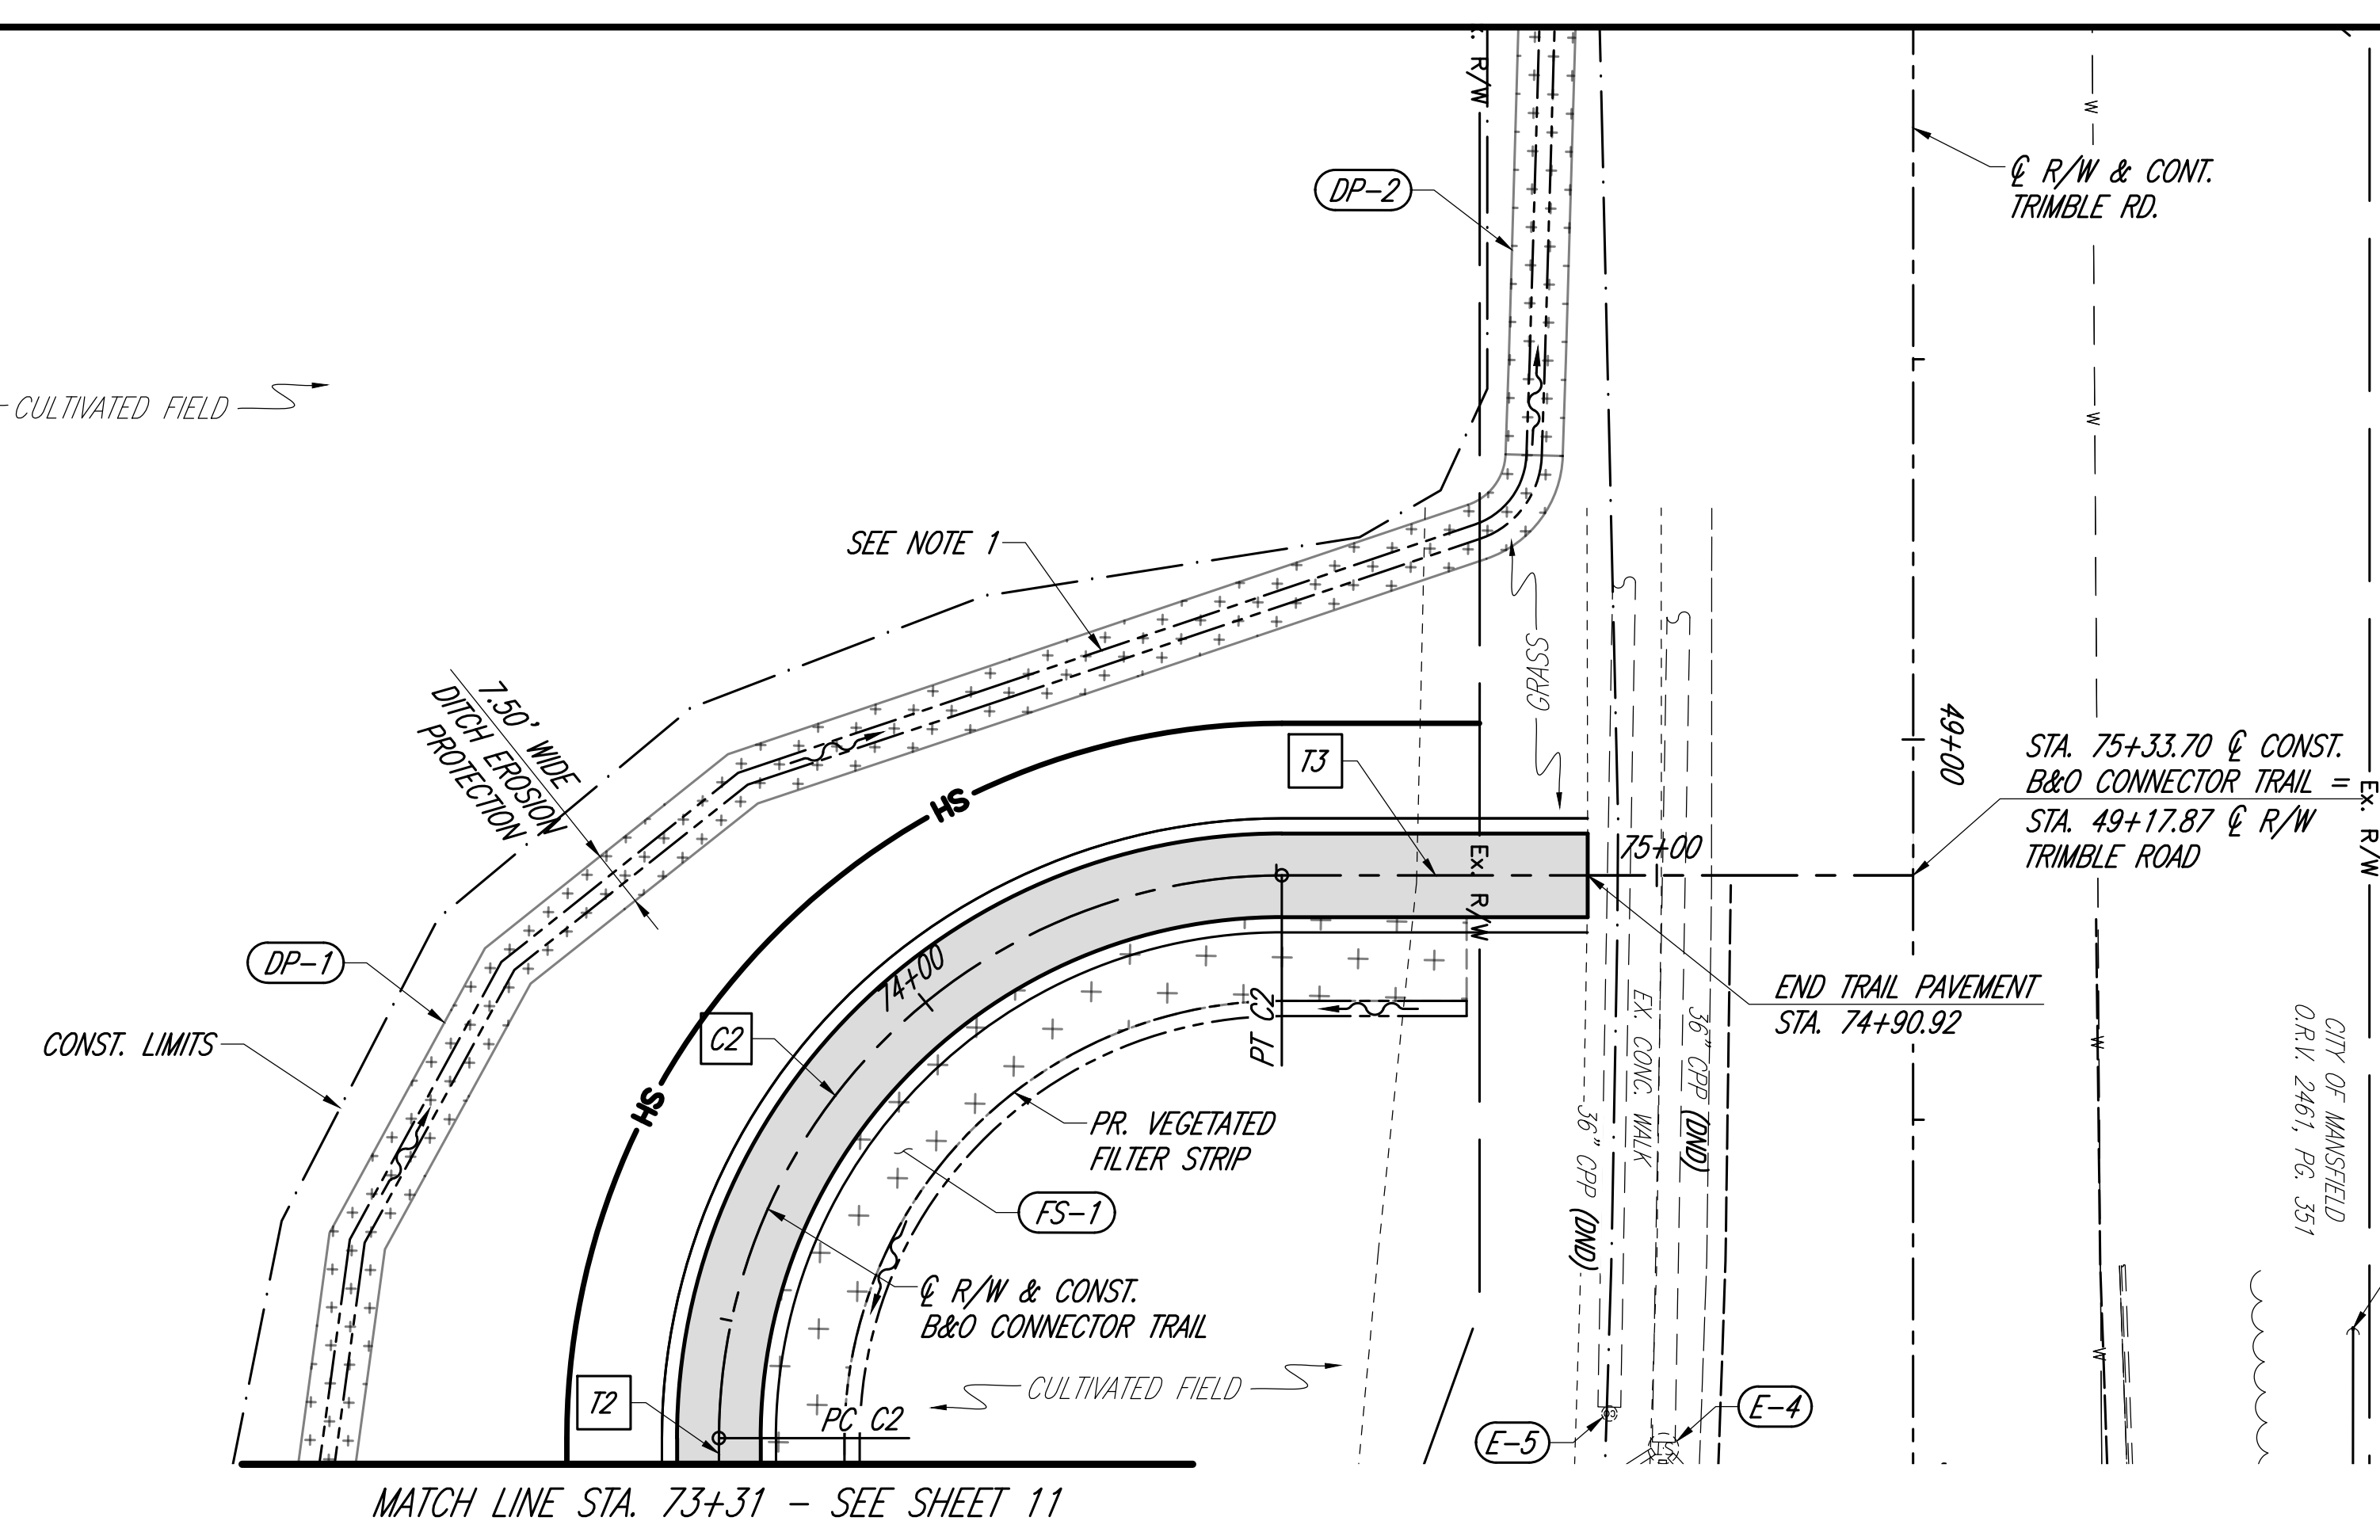 R/W
W
DP-2
℄ R/W & CONT.
TRIMBLE RD.
CULTIVATED FIELD
W
SEE NOTE 1
GRASS
7.50' WIDE
DITCH EROSION
PROTECTION
49+00
STA. 75+33.70 ℄ CONST.
B&O CONNECTOR TRAIL =
STA. 49+17.87 ℄ R/W
TRIMBLE ROAD
Ex. R/W
T3
HS
75+00
Ex. R/W
DP-1
74+00
END TRAIL PAVEMENT
STA. 74+90.92
CONST. LIMITS
C2
PT C2
EX. CONC. WALK
36" CPP (DND)
36" CPP (DND)
W
CITY OF MANSFIELD
O.R.V. 2461, PG. 351
HS
PR. VEGETATED
FILTER STRIP
FS-1
℄ R/W & CONST.
B&O CONNECTOR TRAIL
W
T2
PC C2
CULTIVATED FIELD
E-4
E-5
S
MATCH LINE STA. 73+31 - SEE SHEET 11